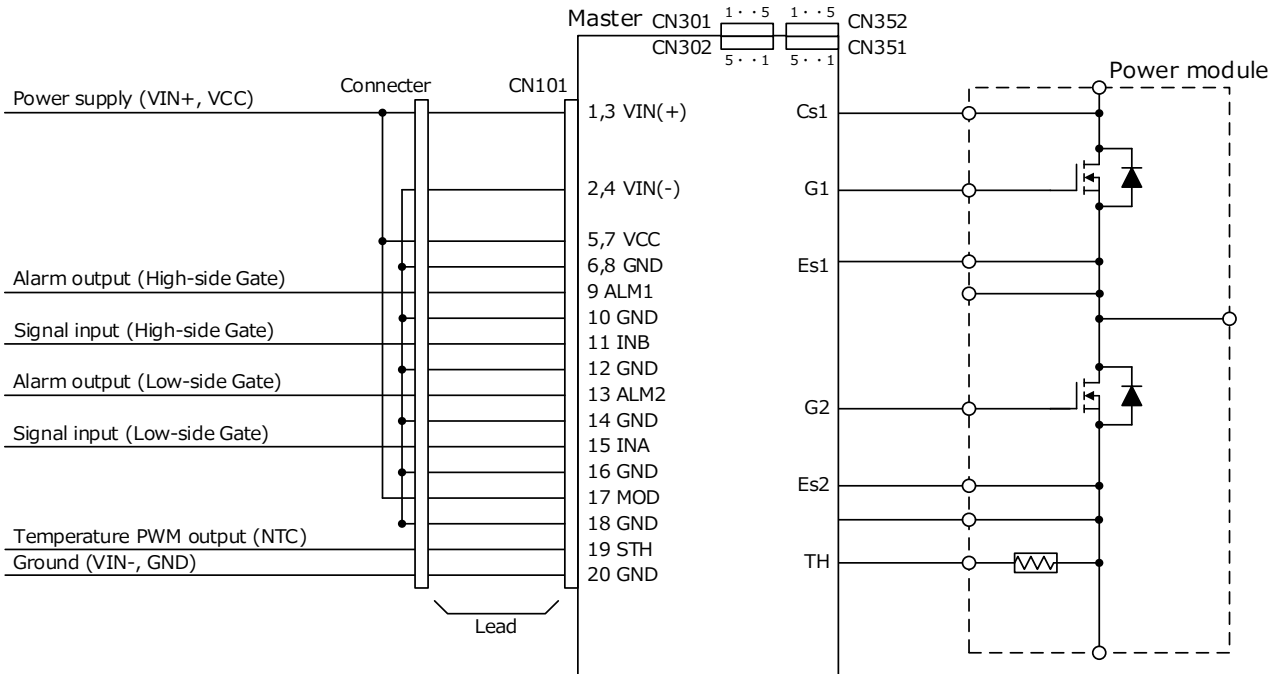 Master CN301 1・・5 1・・5 CN352
CN302 5・・1 5・・1 CN351
Power module
Connecter CN101
Power supply (VIN+, VCC)
1,3 VIN(+) Cs1
2,4 VIN(-) G1
5,7 VCC
6,8 GND Es1
Alarm output (High-side Gate)
9 ALM1
10 GND
Signal input (High-side Gate)
11 INB
12 GND
Alarm output (Low-side Gate)
13 ALM2 G2
14 GND
Signal input (Low-side Gate)
15 INA
16 GND Es2
17 MOD
18 GND
Temperature PWM output (NTC)
19 STH TH
Ground (VIN-, GND)
20 GND
Lead